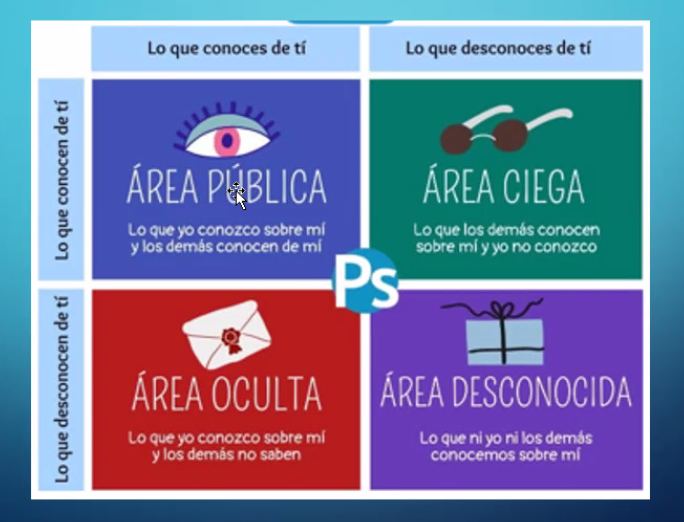 Lo que conoces de tí
Lo que desconoces de tí
Lo que conocen de tí
ÁREA PÚBLICA
Lo que yo conozco sobre mí
y los demás conocen de mí
ÁREA CIEGA
Lo que los demás conocen
sobre mí y yo no conozco
Ps
Lo que desconocen de tí
ÁREA OCULTA
Lo que yo conozco sobre mí
y los demás no saben
ÁREA DESCONOCIDA
Lo que ni yo ni los demás
conocemos sobre mí